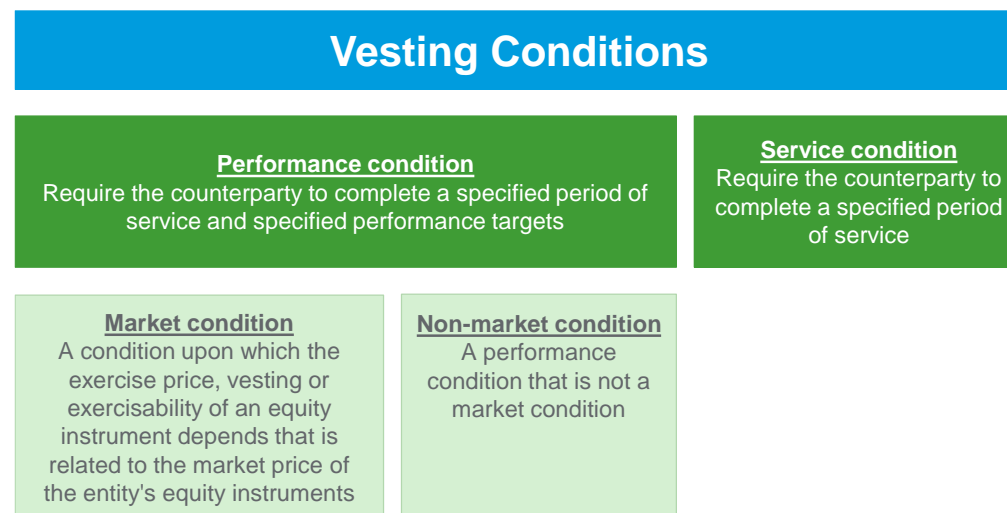 Vesting Conditions
Performance condition
Require the counterparty to complete a specified period of
service and specified performance targets
Service condition
Require the counterparty to
complete a specified period
of service
Market condition
A condition upon which the
exercise price, vesting or
exercisability of an equity
instrument depends that is
related to the market price of
the entity's equity instruments
Non-market condition
A performance
condition that is not a
market condition